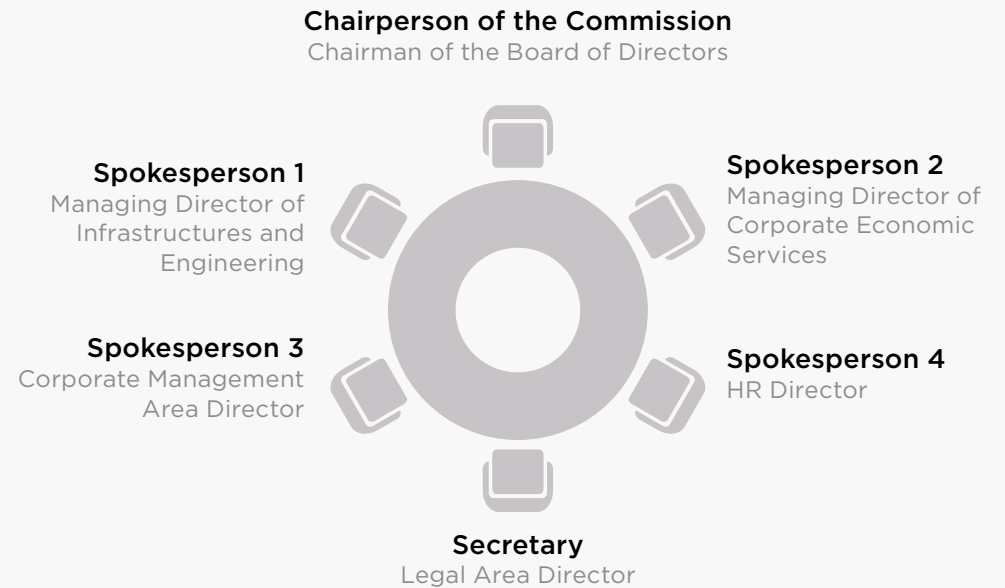 Chairperson of the Commission
Chairman of the Board of Directors
Spokesperson 1
Managing Director of
Infrastructures and
Engineering
Spokesperson 2
Managing Director of
Corporate Economic
Services
Spokesperson 3
Corporate Management
Area Director
Spokesperson 4
HR Director
Secretary
Legal Area Director